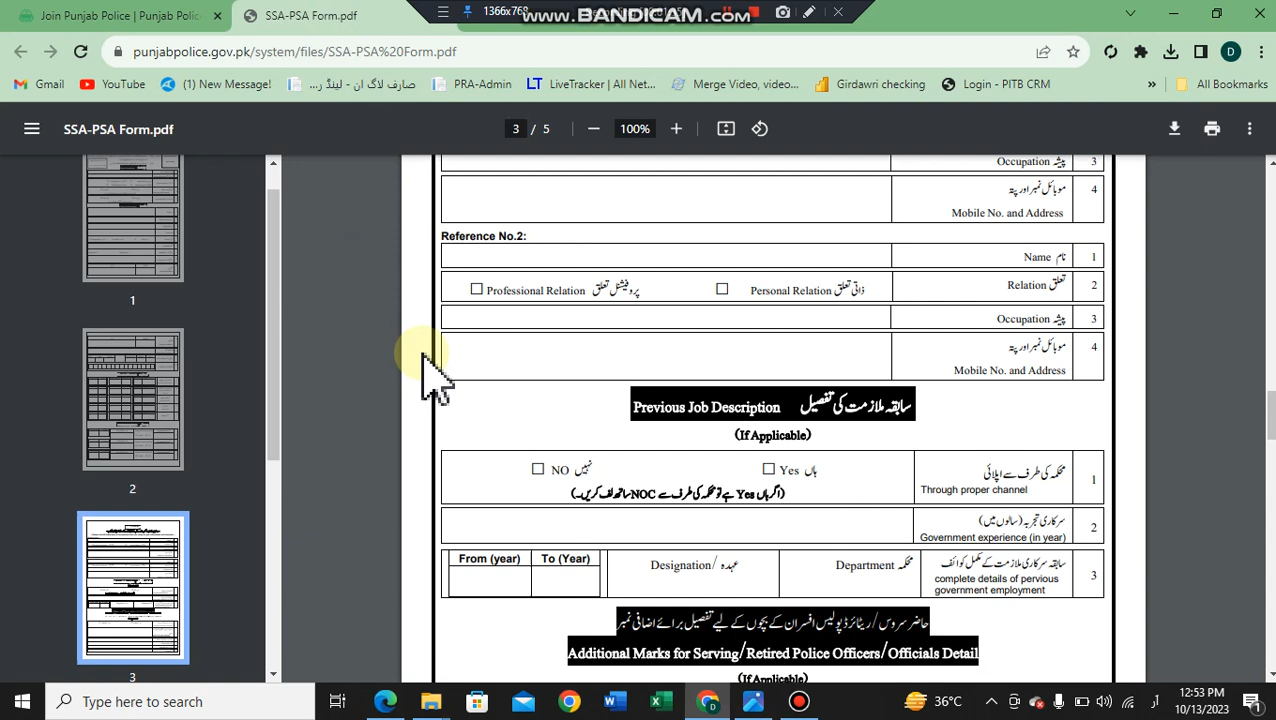 Join Punjab Police | Punjab Polic
SSA-PSA Form.pdf
1366x768
www.BANDICAM.com
punjabpolice.gov.pk/system/files/SSA-PSA%20Form.pdf
D
Gmail
YouTube
(1) New Message!
صارف لاگ ان - لینڈ ر...
PRA-Admin
LiveTracker | All Net...
Merge Video, video...
Girdawri checking
Login - PITB CRM
»
All Bookmarks
SSA-PSA Form.pdf
3 / 5
100%
1
2
3
Occupation پیشہ 3
موبائل نمبر اور پتہ 4
Mobile No. and Address
Reference No.2:
Name نام 1
Professional Relation پروفیشنل تعلق
Personal Relation ذاتی تعلق
Relation تعلق 2
Occupation پیشہ 3
موبائل نمبر اور پتہ 4
Mobile No. and Address
Previous Job Description سابقہ ملازمت کی تفصیل
(If Applicable)
NO نہیں
Yes ہاں
(اگر ہاں Yes ہے تو محکمہ کی طرف سے NOC ساتھ لف کریں۔)
محکمہ کی طرف سے اپلائی 1
Through proper channel
سرکاری تجربہ (سالوں میں) 2
Government experience (in year)
From (year) To (Year)
Designation/ عہدہ
Department محکمہ
سابقہ سرکاری ملازمت کے مکمل کوائف 3
complete details of pervious
government employment
حاضر سروس/ریٹائرڈ پولیس افسران کے بچوں کے لیے تفصیل برائے اضافی نمبر
Additional Marks for Serving/Retired Police Officers/Officials Detail
(If Applicable)
Type here to search
36°C
12:53 PM
10/13/2023